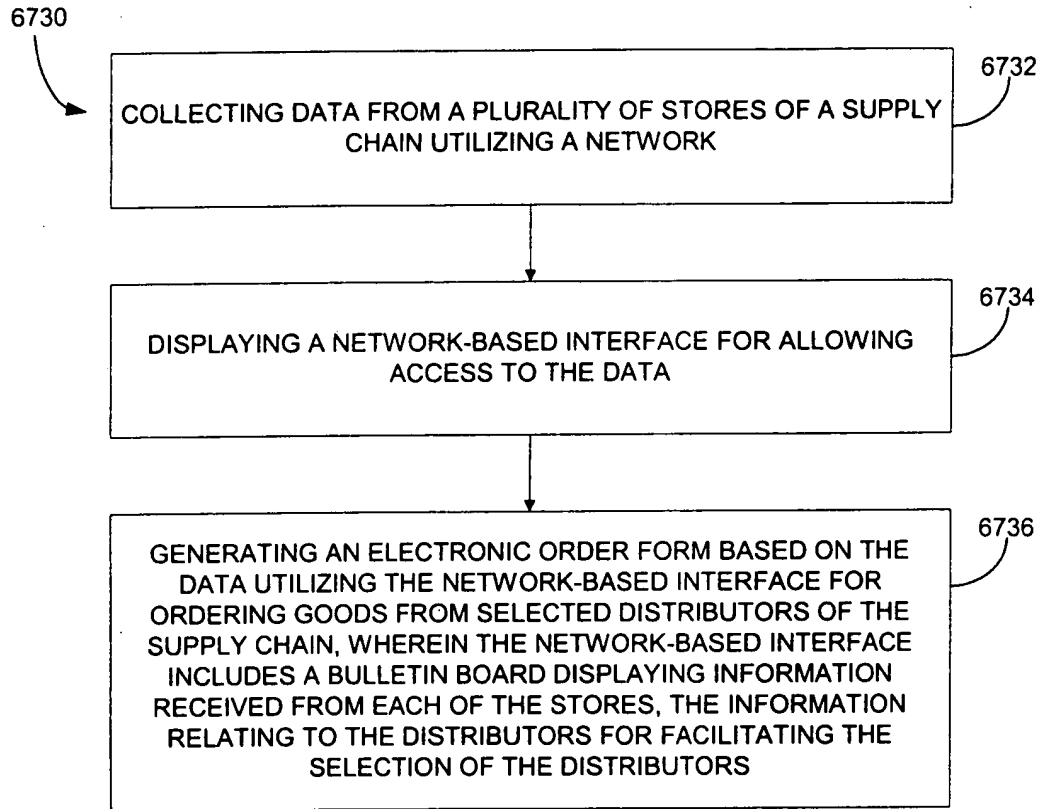 6730
6732
COLLECTING DATA FROM A PLURALITY OF STORES OF A SUPPLY
CHAIN UTILIZING A NETWORK
6734
DISPLAYING A NETWORK-BASED INTERFACE FOR ALLOWING
ACCESS TO THE DATA
6736
GENERATING AN ELECTRONIC ORDER FORM BASED ON THE
DATA UTILIZING THE NETWORK-BASED INTERFACE FOR
ORDERING GOODS FROM SELECTED DISTRIBUTORS OF THE
SUPPLY CHAIN, WHEREIN THE NETWORK-BASED INTERFACE
INCLUDES A BULLETIN BOARD DISPLAYING INFORMATION
RECEIVED FROM EACH OF THE STORES, THE INFORMATION
RELATING TO THE DISTRIBUTORS FOR FACILITATING THE
SELECTION OF THE DISTRIBUTORS